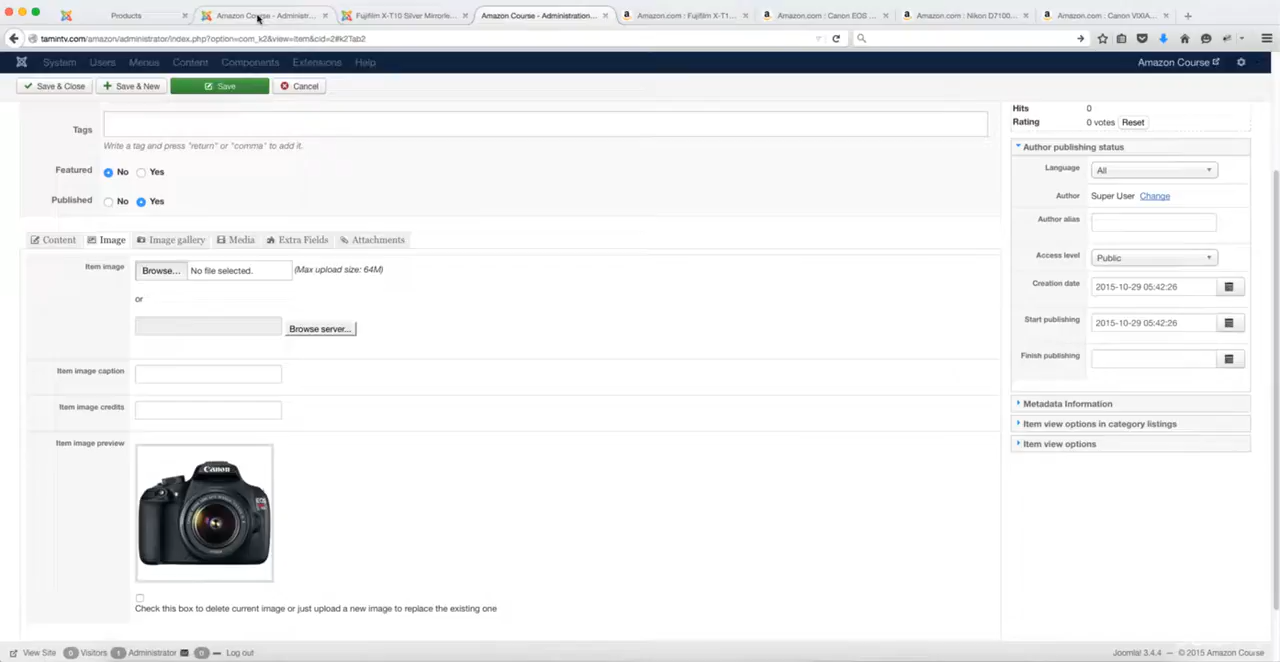 Products × Amazon Course - Administr... × Fujifilm X-T10 Silver Mirrorle... × Amazon Course - Administration... × Amazon.com : Fujifilm X-T1... × Amazon.com : Canon EOS ... × Amazon.com : Nikon D7100... × Amazon.com : Canon VIXIA... × +
tamintv.com/amazon/administrator/index.php?option=com_k2&view=item&cid=2#k2Tab2
System Users Menus Content Components Extensions Help Amazon Course
Save & Close Save & New Save Cancel
Hits 0
Tags
Rating 0 votes Reset
Write a tag and press "return" or "comma" to add it.
Author publishing status
Featured No Yes
Language All
Author Super User Change
Published No Yes
Author alias
Content Image Image gallery Media Extra Fields Attachments
Access level Public
Item image Browse... No file selected. (Max upload size: 64M)
Creation date 2015-10-29 05:42:26
or
Browse server...
Start publishing 2015-10-29 05:42:26
Finish publishing
Item image caption
Metadata Information
Item image credits
Item view options in category listings
Item image preview
Item view options
Canon
Check this box to delete current image or just upload a new image to replace the existing one
View Site 0 Visitors 1 Administrator 0 Log out Joomla! 3.4.4 — © 2015 Amazon Course